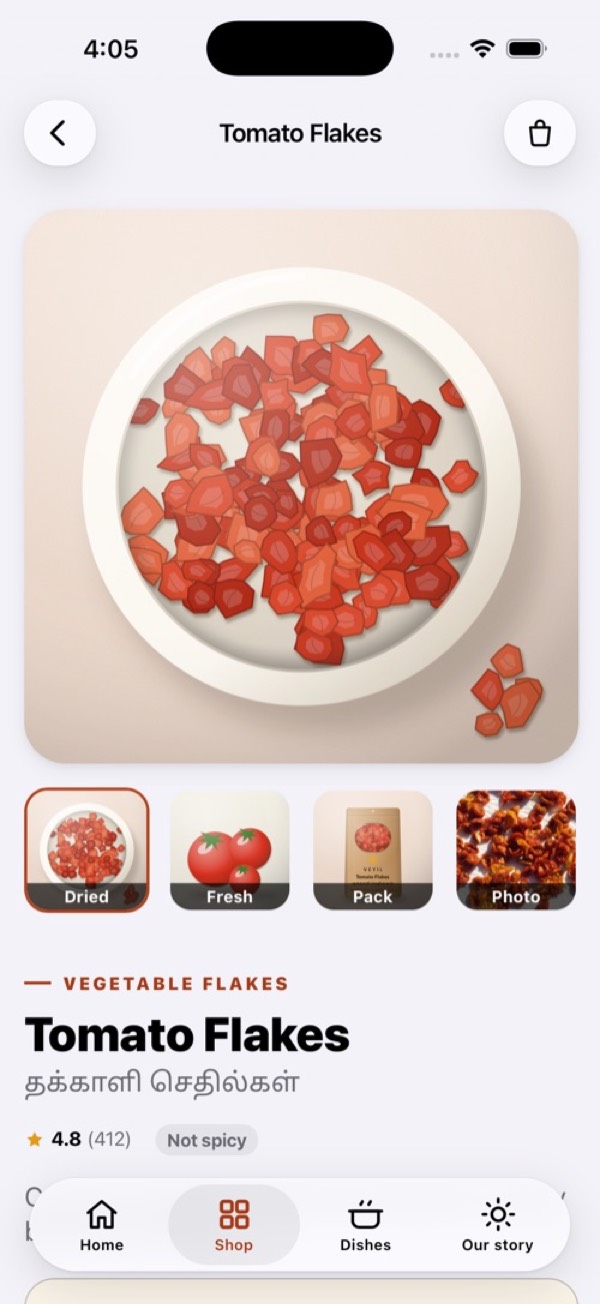 4:05
Tomato Flakes
Dried
Fresh
VEVIL
Tomato Flakes
Pack
Photo
VEGETABLE FLAKES
Tomato Flakes
தக்காளி செதில்கள்
4.8 (412)
Not spicy
Home
Shop
Dishes
Our story